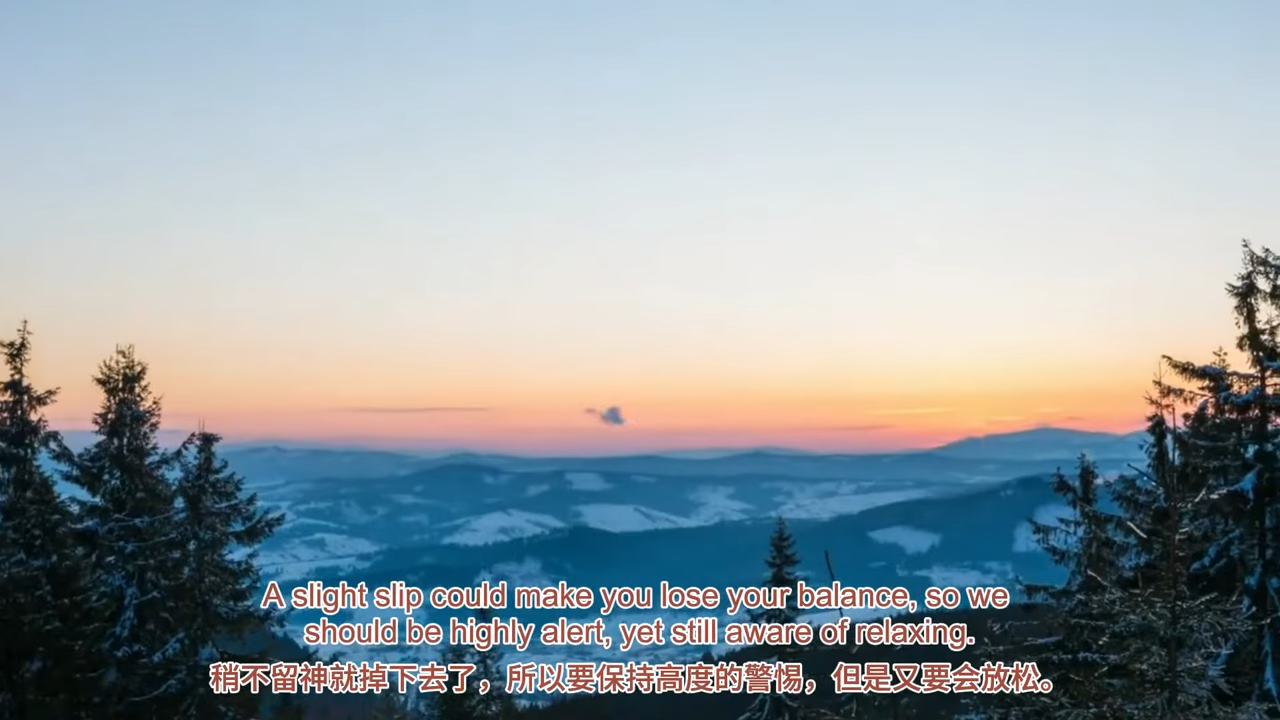 A slight slip could make you lose your balance, so we
should be highly alert, yet still aware of relaxing.
稍不留神就掉下去了，所以要保持高度的警惕，但是又要会放松。